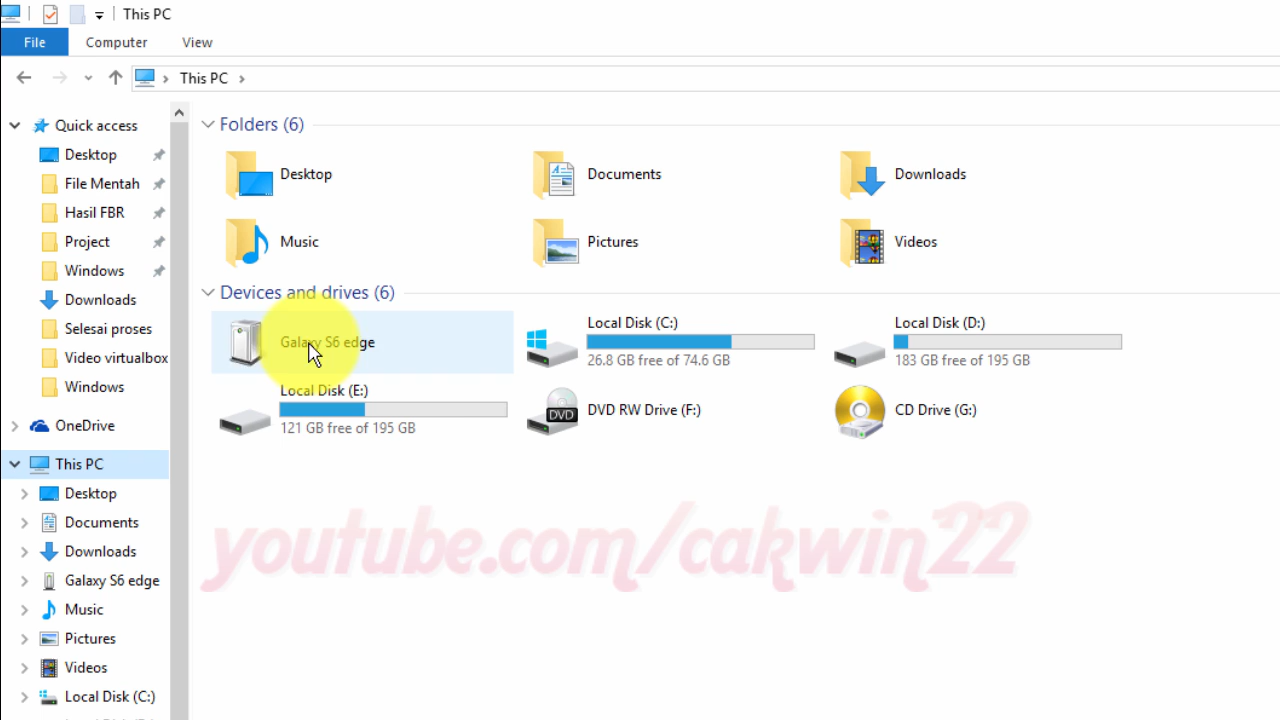 This PC
File Computer View
This PC
Quick access
Desktop
File Mentah
Hasil FBR
Project
Windows
Downloads
Selesai proses
Video virtualbox
Windows
OneDrive
This PC
Desktop
Documents
Downloads
Galaxy S6 edge
Music
Pictures
Videos
Local Disk (C:)
Folders (6)
Desktop Documents Downloads
Music Pictures Videos
Devices and drives (6)
Galaxy S6 edge
Local Disk (C:)
26.8 GB free of 74.6 GB
Local Disk (D:)
183 GB free of 195 GB
Local Disk (E:)
121 GB free of 195 GB
DVD RW Drive (F:)
DVD
CD Drive (G:)
youtube.com/cakwin22